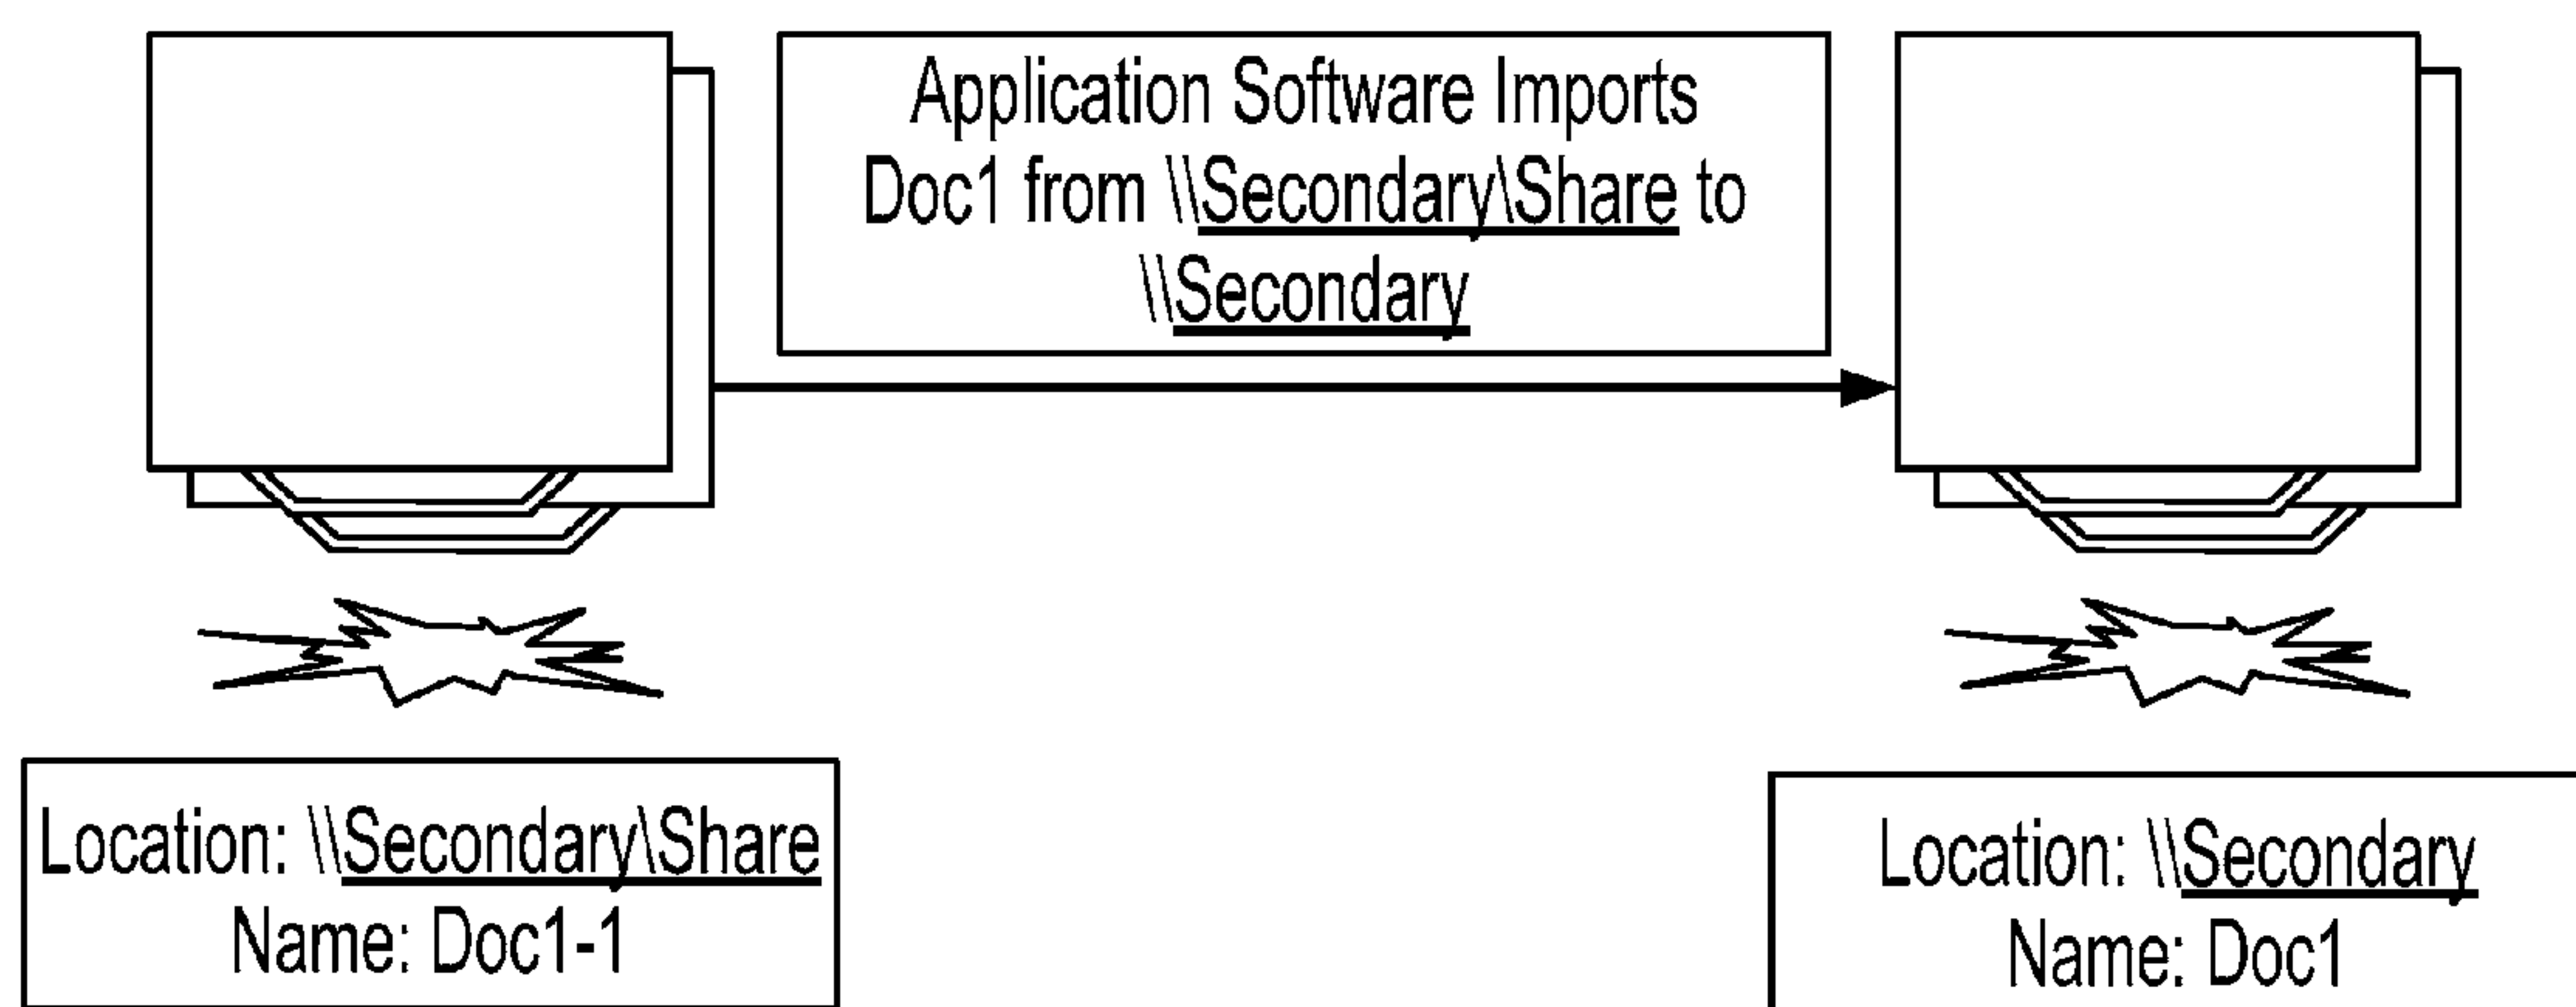 Application Software Imports
Doc1 from \\Secondary\Share to
\\Secondary
Location: \\Secondary\Share
Name: Doc1-1
Location: \\Secondary
Name: Doc1